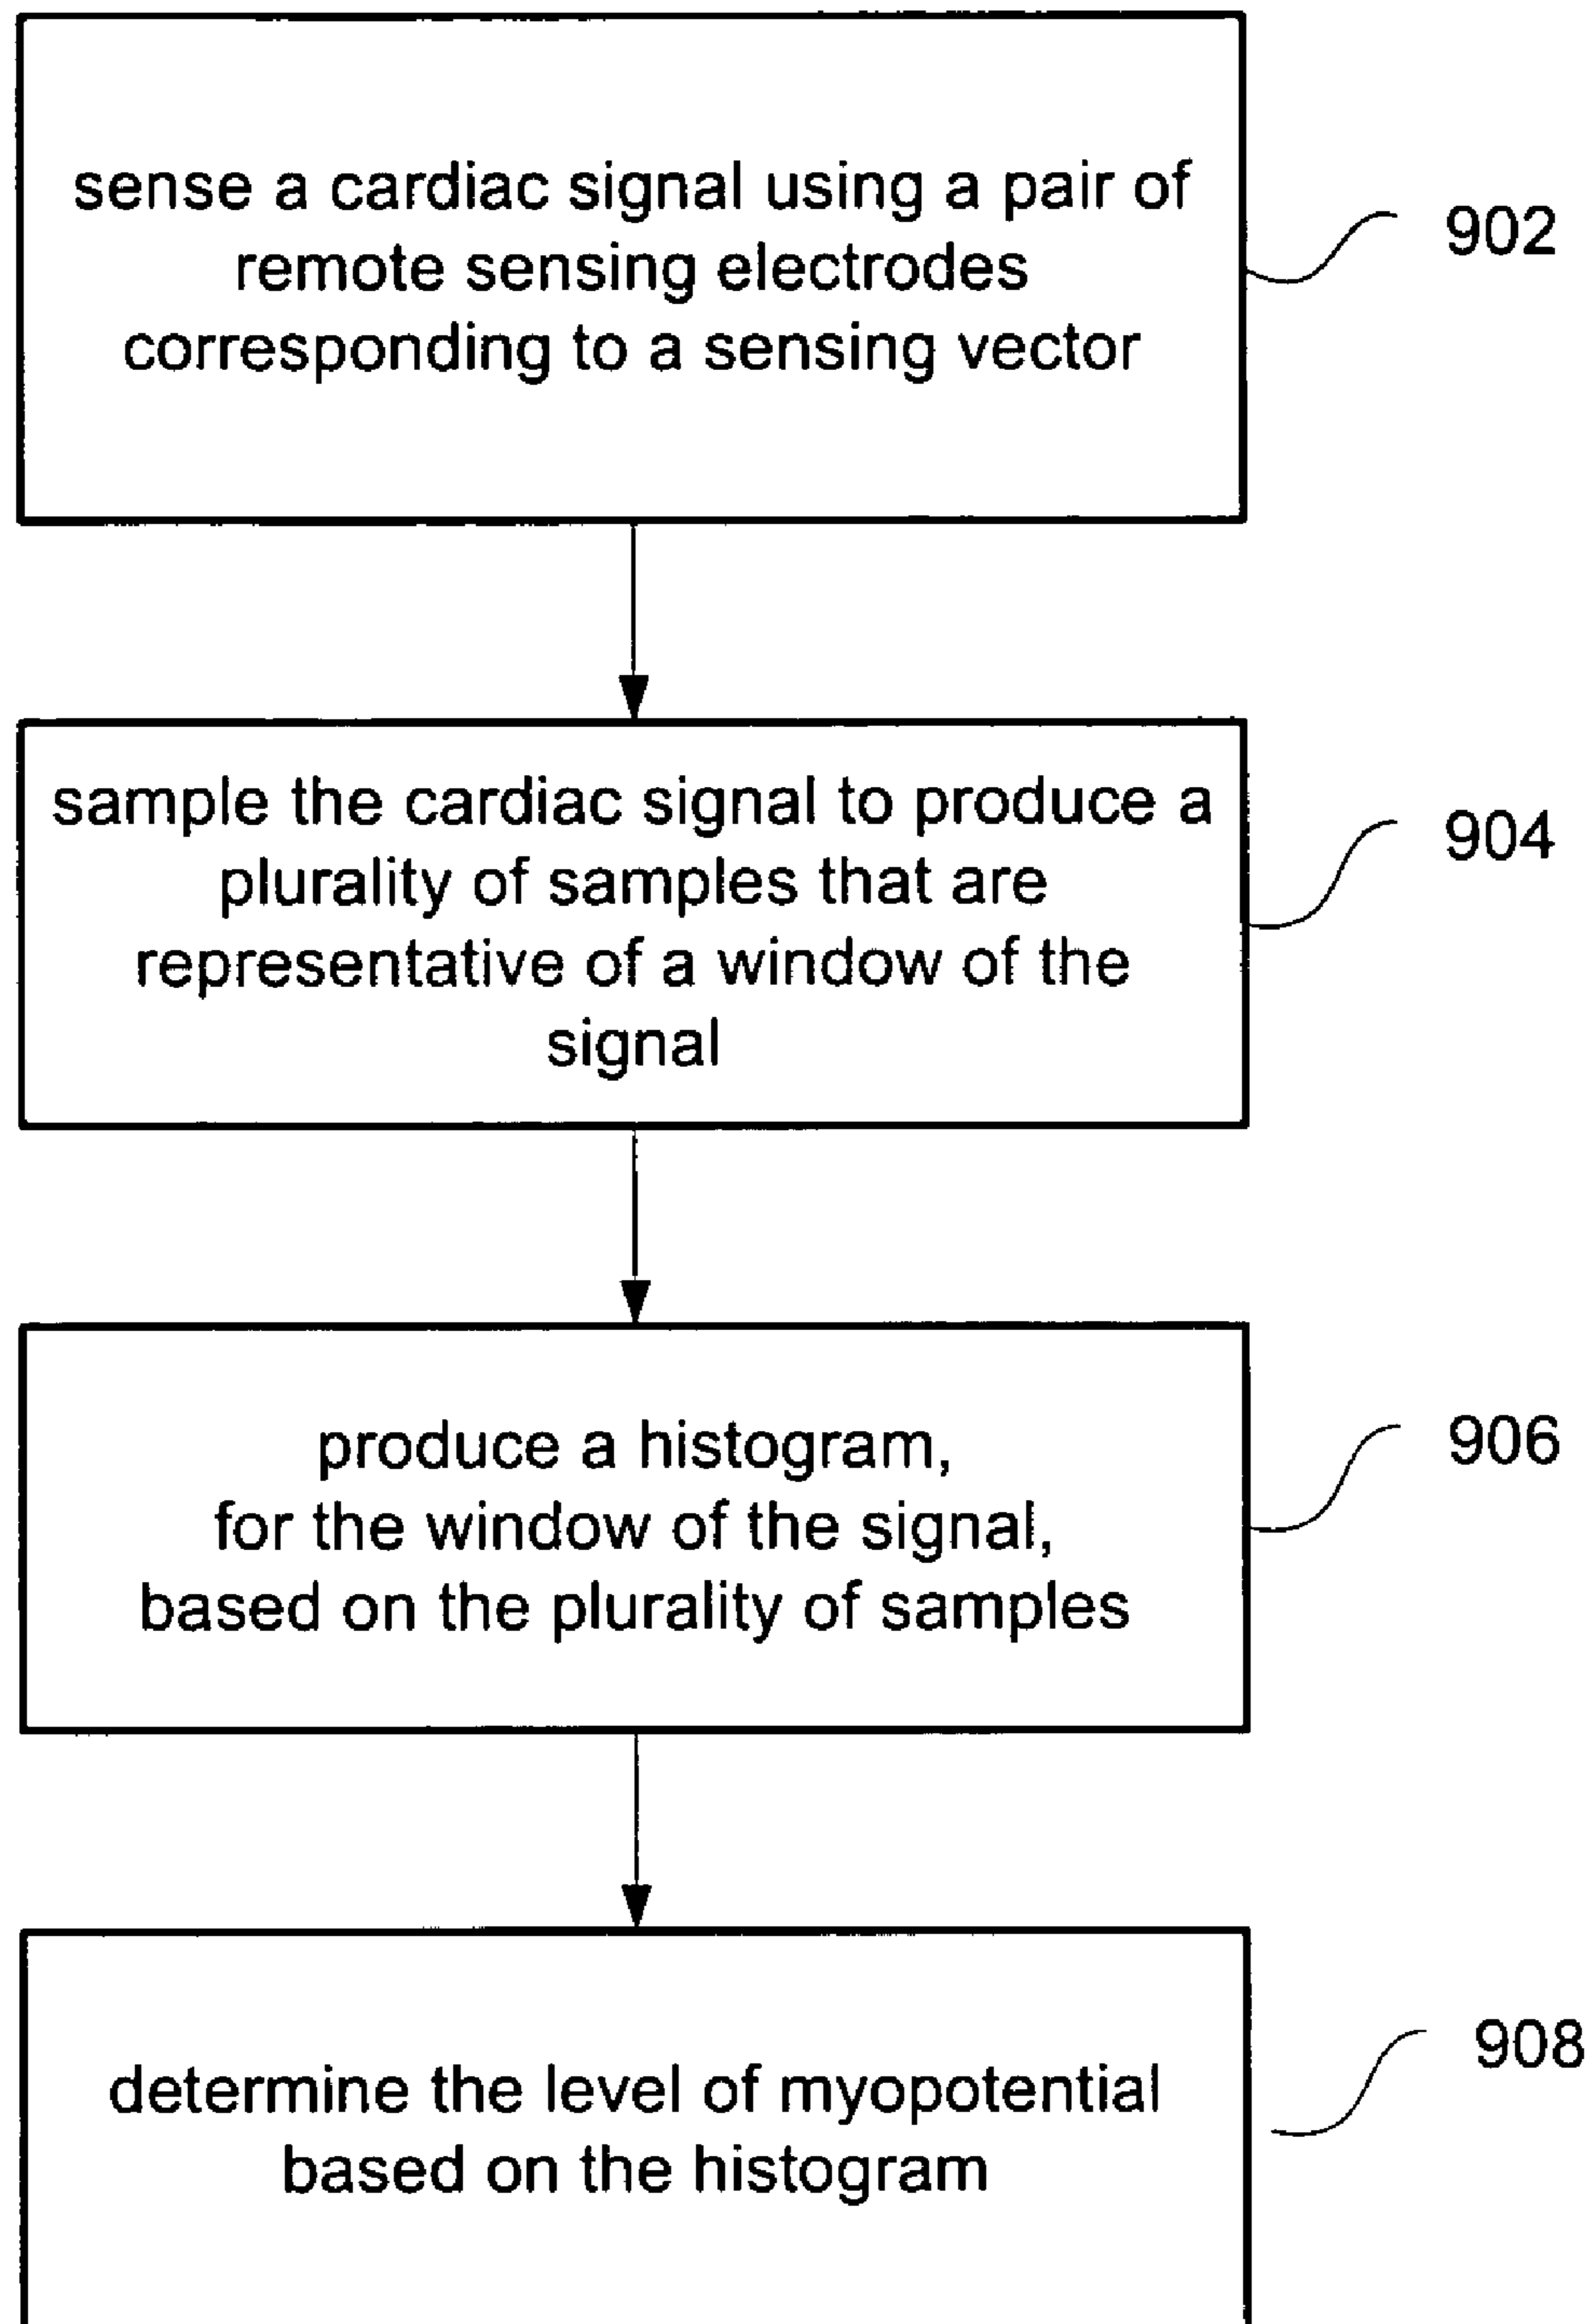 sense a cardiac signal using a pair of
remote sensing electrodes
corresponding to a sensing vector
902
sample the cardiac signal to produce a
plurality of samples that are
representative of a window of the
signal
904
produce a histogram,
for the window of the signal,
based on the plurality of samples
906
determine the level of myopotential
based on the histogram
908